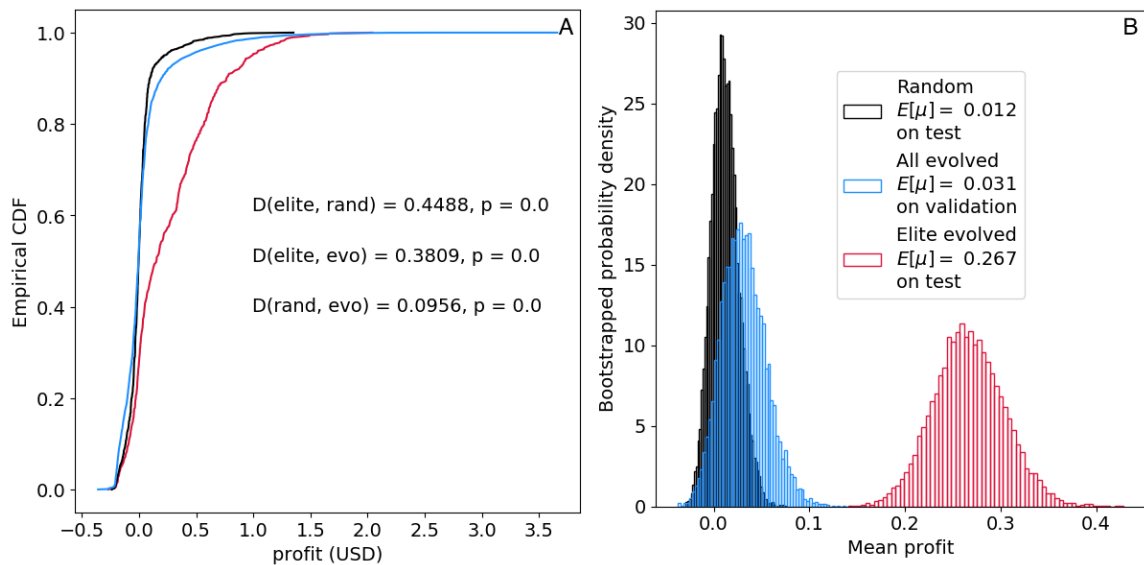 A
1.0
0.8
0.6
0.4
0.2
0.0
Empirical CDF
D(elite, rand) = 0.4488, p = 0.0
D(elite, evo) = 0.3809, p = 0.0
D(rand, evo) = 0.0956, p = 0.0
−0.5 0.0 0.5 1.0 1.5 2.0 2.5 3.0 3.5
profit (USD)
B
30
25
20
15
10
5
0
Bootstrapped probability density
Random
E[μ] = 0.012
on test
All evolved
E[μ] = 0.031
on validation
Elite evolved
E[μ] = 0.267
on test
0.0 0.1 0.2 0.3 0.4
Mean profit